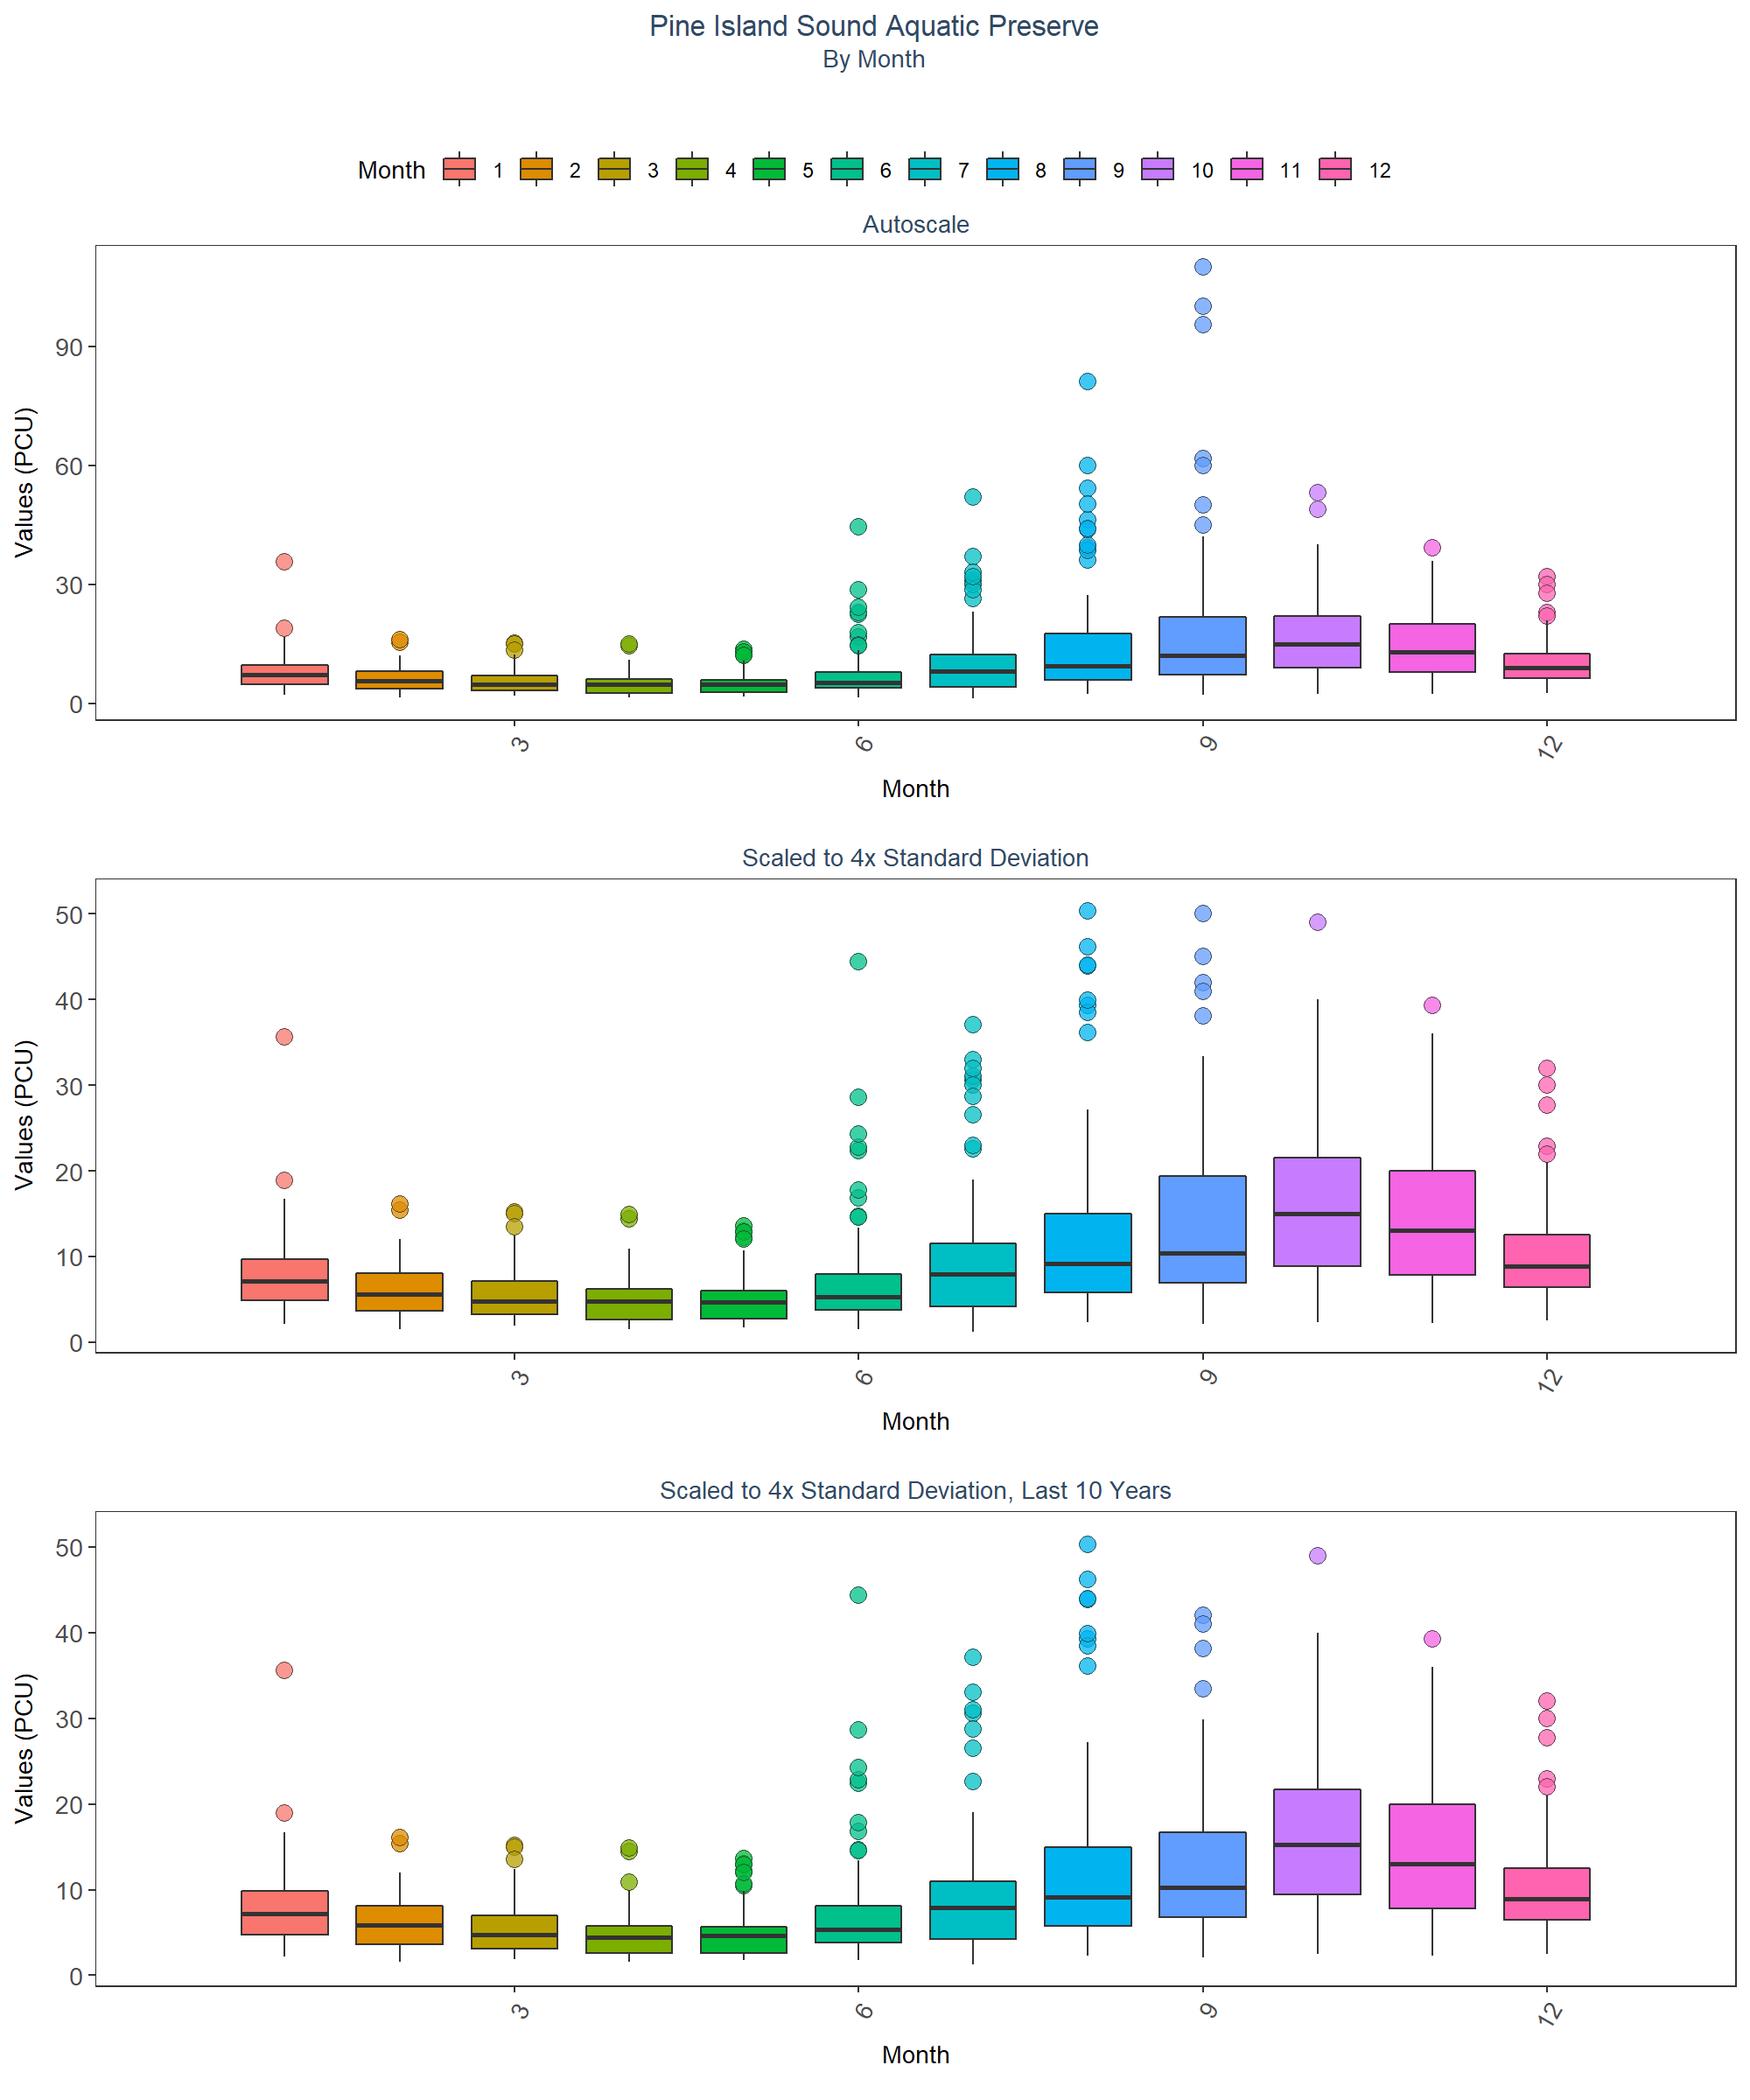 Pine Island Sound Aquatic Preserve
By Month
Month 1 2 3 4 5 6 7 8 9 10 11 12
Autoscale
Values (PCU)
90
60
30
0
3 6 9 12
Month
Scaled to 4x Standard Deviation
Values (PCU)
50
40
30
20
10
0
3 6 9 12
Month
Scaled to 4x Standard Deviation, Last 10 Years
Values (PCU)
50
40
30
20
10
0
3 6 9 12
Month